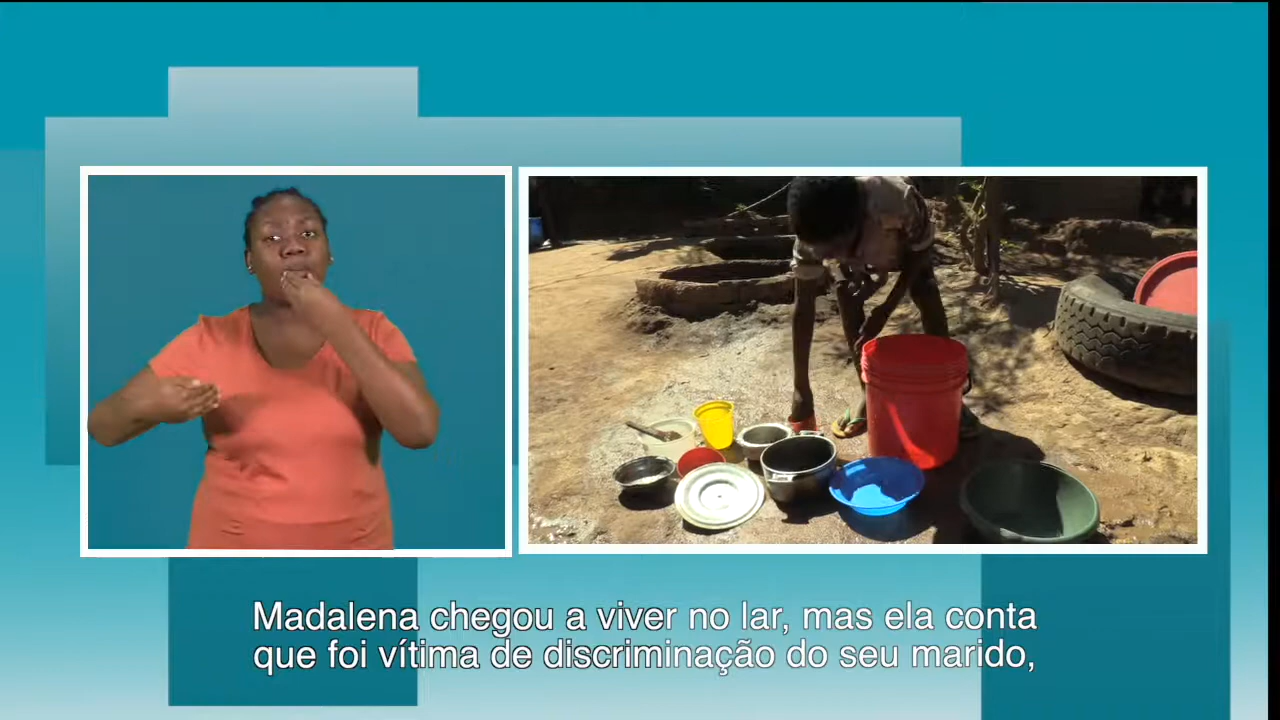 Madalena chegou a viver no lar, mas ela conta
que foi vítima de discriminação do seu marido,